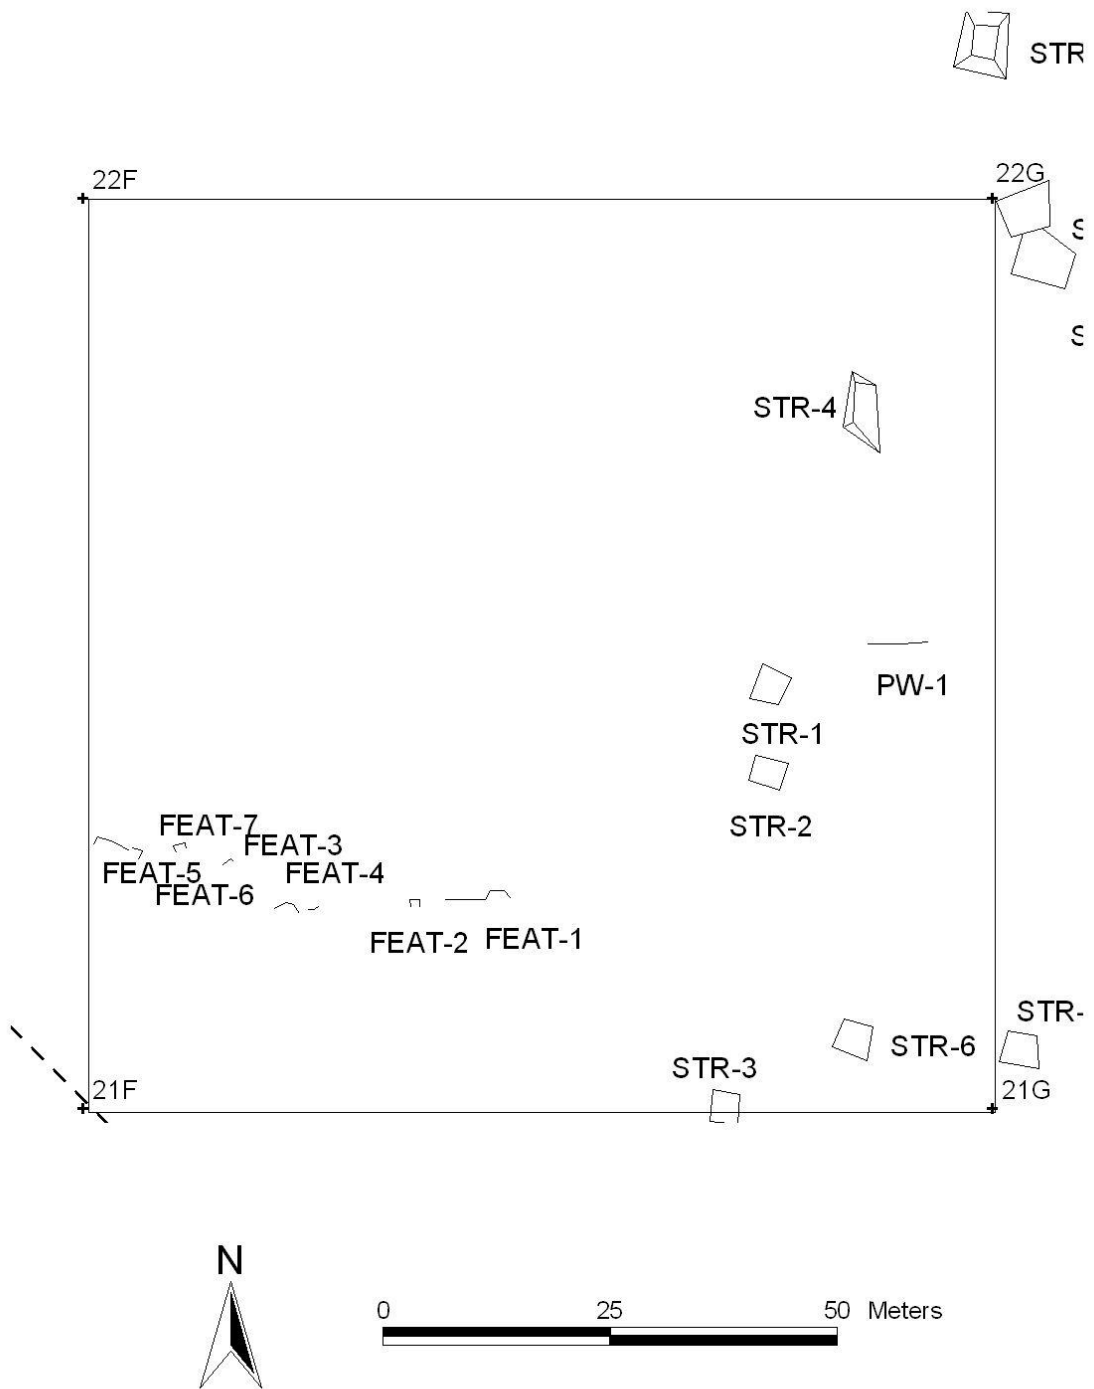 STR
22F
22G
S
STR-4
S
PW-1
STR-1
STR-2
FEAT-7
FEAT-3
FEAT-5
FEAT-4
FEAT-6
FEAT-2
FEAT-1
STR-
STR-6
STR-3
21F
21G
N
0 25 50 Meters